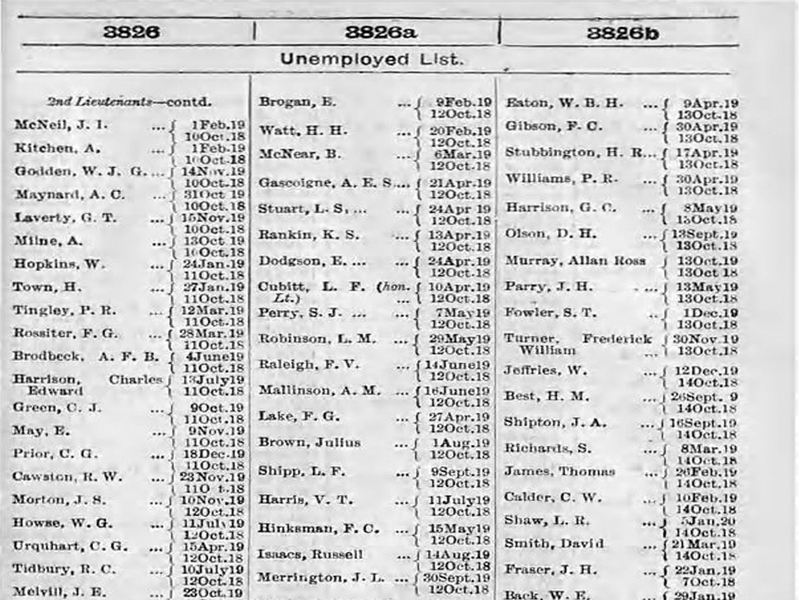 3826
3826a
3826b
Unemployed List.
2nd Lieutenants—contd.
McNeil, J. I. ... { 1Feb.19
10Oct.18
Kitchen, A. ... { 1Feb.19
10Oct.18
Godden, W. J. G. ... { 14Nov.19
10Oct.18
Maynard, A. C. ... { 31Oct 19
10Oct.18
Laverty, G. T. ... { 15Nov.19
10Oct.18
Milne, A. ... { 13Oct 19
10Oct.18
Hopkins, W. ... { 24Jan.19
11Oct.18
Town, H. ... { 27Jan.19
11Oct.18
Tingley, P. R. ... { 12Mar.19
11Oct.18
Rossiter, F. G. ... { 28Mar.19
11Oct.18
Brodbeck, A. F. B. { 4June19
11Oct.18
Harrison, Charles { 13July19
Edward 11Oct.18
Green, C. J. ... { 9Oct.19
11Oct.18
May, E. ... { 9Nov.19
11Oct.18
Prior, C. G. ... { 18Dec.19
11Oct.18
Cawston, R. W. ... { 23Nov.19
Morton, J. S. ... { 10Nov.19
12Oct.18
Howse, W. G. ... { 11July19
12Oct.18
Urquhart, C. G. ... { 15Apr.19
12Oct.18
Tidbury, R. C. ... { 10July19
12Oct.18
Melvill, J. E. { 23Oct.19
Brogan, E. ... { 9Feb.19
12Oct.18
Watt, H. H. ... { 20Feb.19
12Oct.18
McNear, B. ... { 6Mar.19
12Oct.18
Gascoigne, A. E. S.... { 21Apr.19
12Oct.18
Stuart, L. S. ... { 24Apr 19
12Oct.18
Rankin, K. S. ... { 13Apr.19
12Oct.18
Dodgson, E. ... ... { 24Apr.19
12Oct.18
Cubitt, L. F. (hon. { 10Apr.19
Lt.) ... 12Oct.18
Perry, S. J. ... ... { 7May19
12Oct.18
Robinson, L. M. ... { 29May19
12Oct.18
Raleigh, F. V. ... { 14June19
12Oct.18
Mallinson, A. M. ... { 16June19
12Oct.18
Lake, F. G. ... { 27Apr.19
12Oct.18
Brown, Julius ... { 1Aug.19
12Oct.18
Shipp, L. F. ... { 9Sept.19
12Oct.18
Harris, V. T. ... { 11July19
12Oct.18
Hinksman, F. C. ... { 15May19
12Oct.18
Isaacs, Russell ... { 14Aug.19
12Oct.18
Merrington, J. L. ... { 30Sept.19
12Oct.18
Eaton, W. B. H. ... { 9Apr.19
13Oct.18
Gibson, F. C. ... { 30Apr.19
13Oct.18
Stubbington, H. R... { 17Apr.19
13Oct.18
Williams, P. R. ... { 30Apr.19
13Oct.18
Harrison, G. C. ... { 8May19
13Oct.18
Olson, D. H. ... { 13Sept.19
13Oct.18
Murray, Allan Ross { 13Oct.19
13Oct 18
Parry, J. H. ... { 13May19
13Oct.18
Fowler, S. T. ... { 1Dec.19
13Oct.18
Turner, Frederick { 30Nov.19
William ... 13Oct.18
Jeffries, W. ... { 12Dec.19
14Oct.18
Best, H. M. ... { 26Sept. 9
14Oct.18
Shipton, J. A. ... { 16Sept.19
14Oct.18
Richards, S. ... { 8Mar.19
14Oct.18
James, Thomas ... { 26Feb.19
14Oct.18
Calder, C. W. ... { 10Feb.19
14Oct.18
Shaw, L. R. ... { 5Jan.20
14Oct.18
Smith, David ... { 21Mar.19
14Oct.18
Fraser, J. H. ... { 22Jan.19
7Oct.18
Back, W. E. ... { 29Jan.19